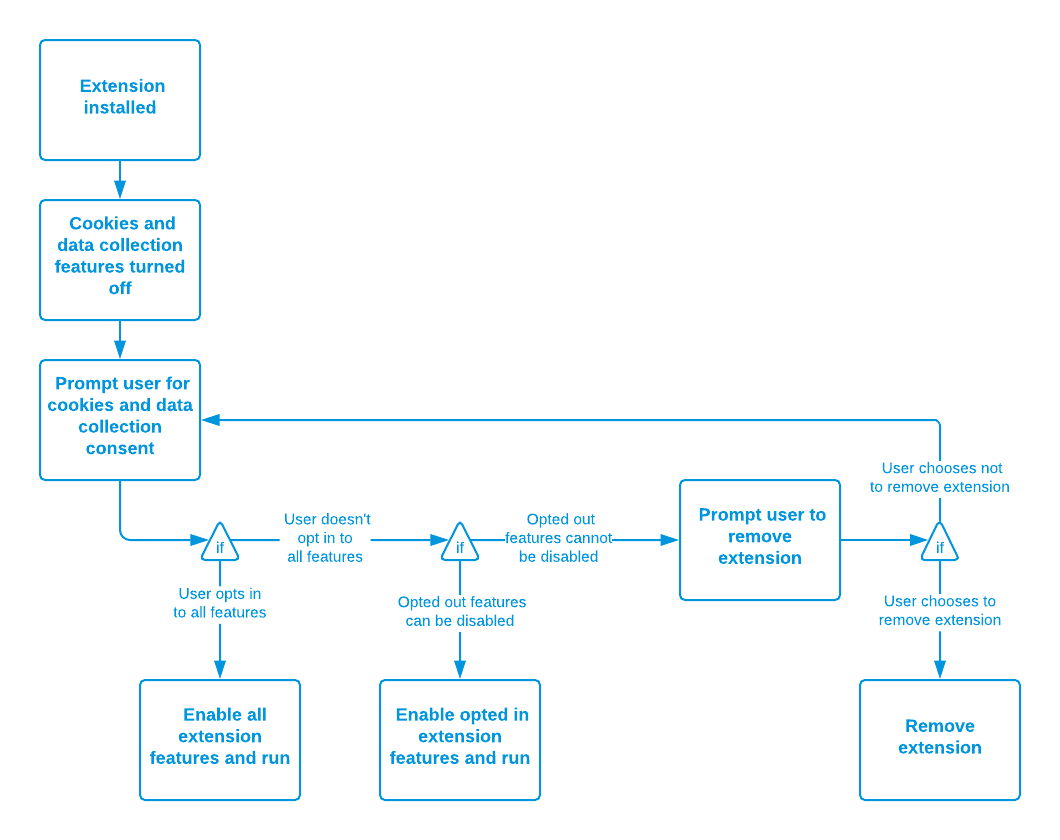 Extension
installed
Cookies and
data collection
features turned
off
Prompt user for
cookies and data
collection
consent
User chooses not
to remove extension
if
User doesn't
opt in to
all features
if
Opted out
features cannot
be disabled
Prompt user to
remove
extension
if
User opts in
to all features
Opted out features
can be disabled
User chooses to
remove extension
Enable all
extension
features and run
Enable opted in
extension
features and run
Remove
extension